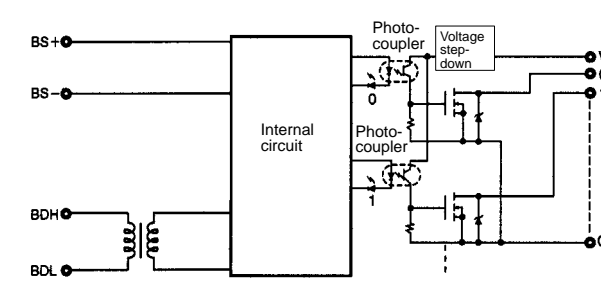 Photo-
coupler
Voltage
step-
down
BS+
BS-
0
Internal
circuit
Photo-
coupler
1
BDH
BDL